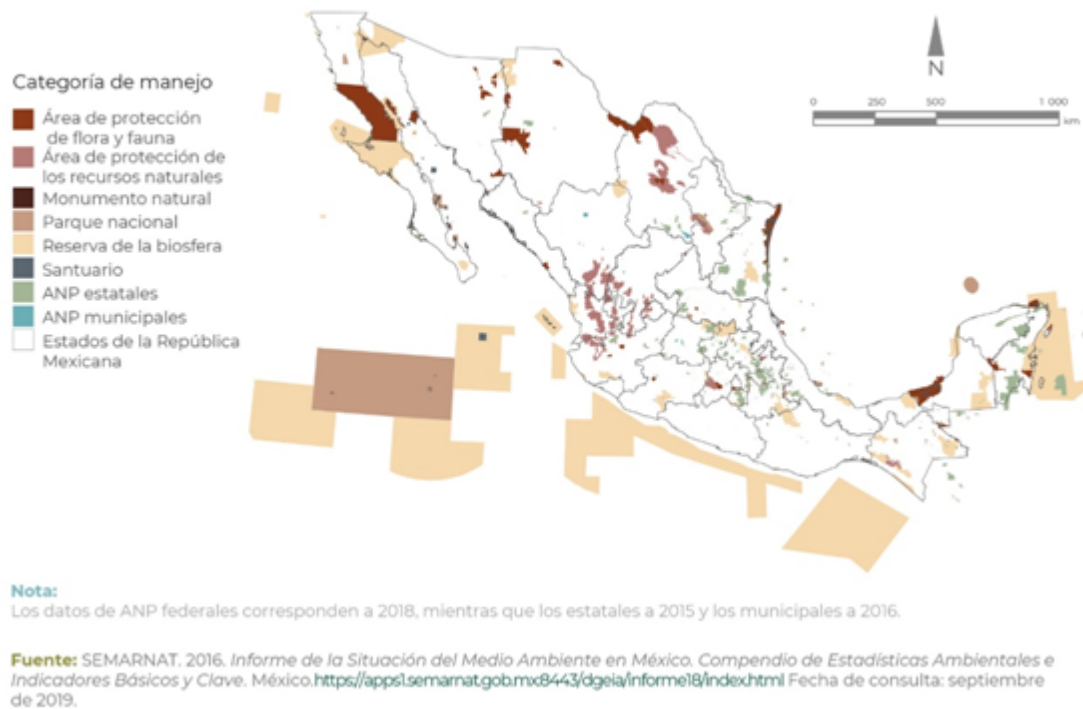 Categoría de manejo
Área de protección
de flora y fauna
Área de protección de
los recursos naturales
Monumento natural
Parque nacional
Reserva de la biosfera
Santuario
ANP estatales
ANP municipales
Estados de la República
Mexicana
N
0 250 500 1 000
km
Nota:
Los datos de ANP federales corresponden a 2018, mientras que los estatales a 2015 y los municipales a 2016.
Fuente: SEMARNAT. 2016. Informe de la Situación del Medio Ambiente en México. Compendio de Estadísticas Ambientales e
Indicadores Básicos y Clave. México.https://apps1.semarnat.gob.mx:8443/dgeia/informe18/index.html Fecha de consulta: septiembre
de 2019.